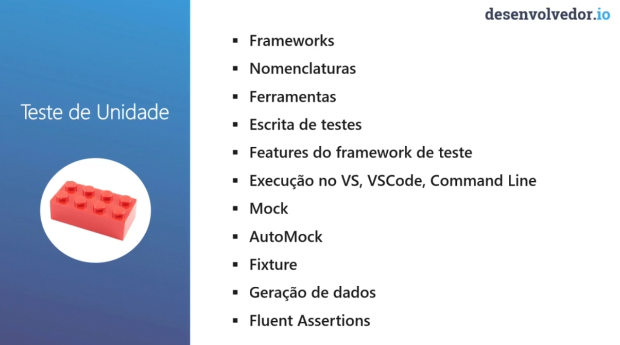 desenvolvedor.io
Teste de Unidade
Frameworks
Nomenclaturas
Ferramentas
Escrita de testes
Features do framework de teste
Execução no VS, VSCode, Command Line
Mock
AutoMock
Fixture
Geração de dados
Fluent Assertions